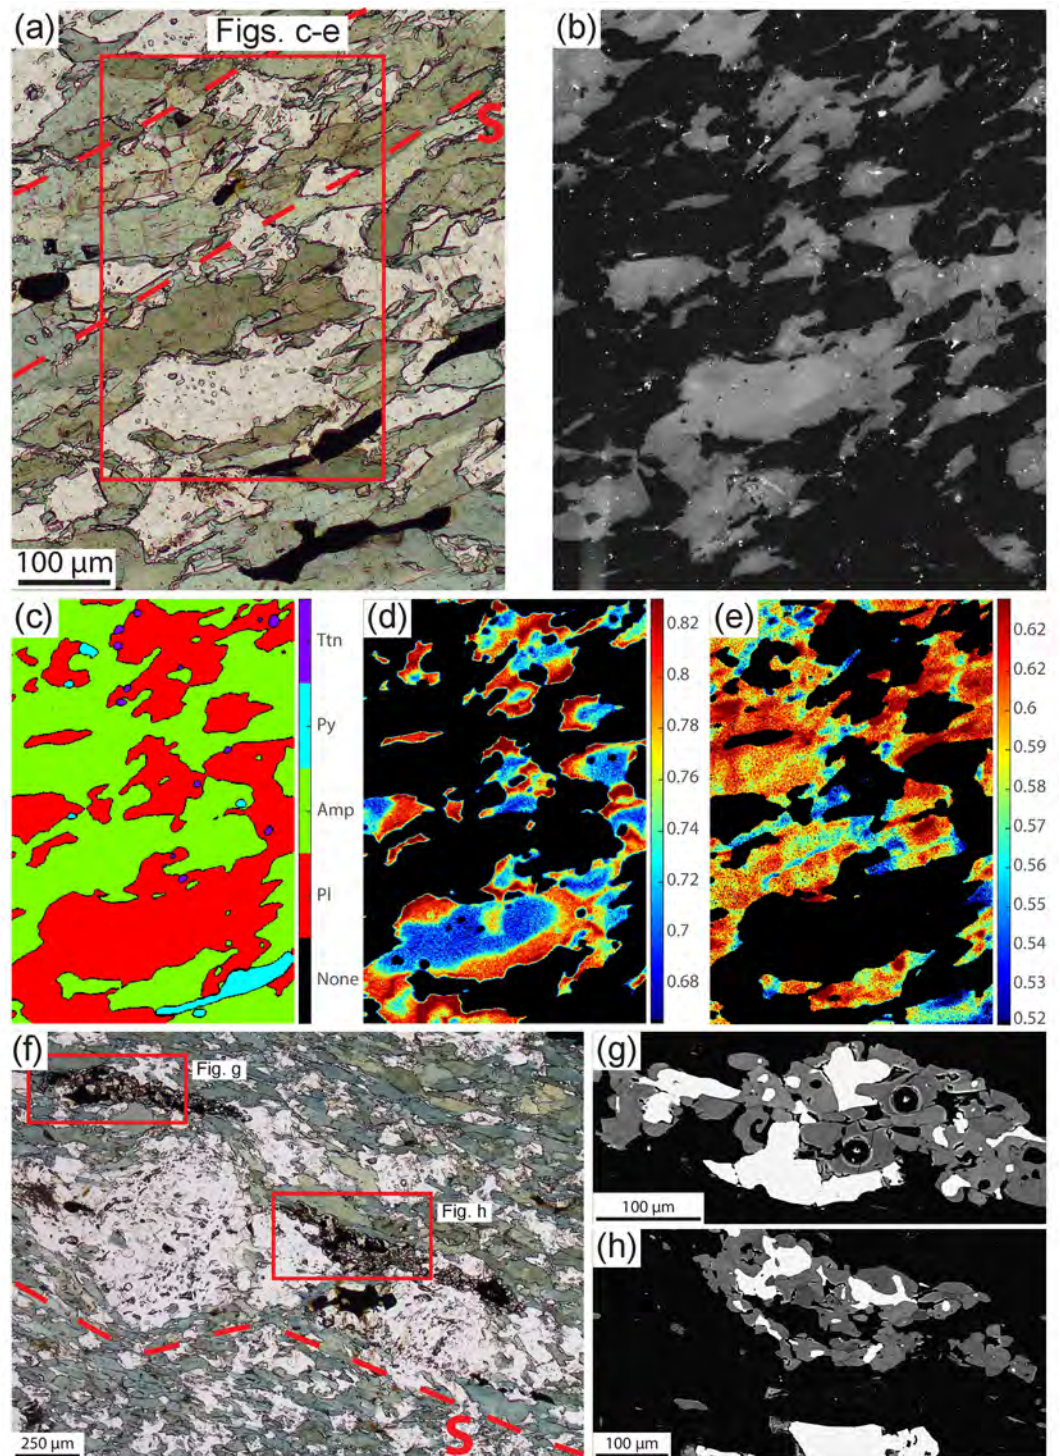 (a)
Figs. c-e
S
100 µm
(b)
(c)
Ttn
Py
Amp
Pl
None
(d)
0.82
0.8
0.78
0.76
0.74
0.72
0.7
0.68
(e)
0.62
0.62
0.6
0.59
0.58
0.57
0.56
0.55
0.54
0.53
0.52
(f)
Fig. g
Fig. h
S
250 µm
(g)
100 µm
(h)
100 µm